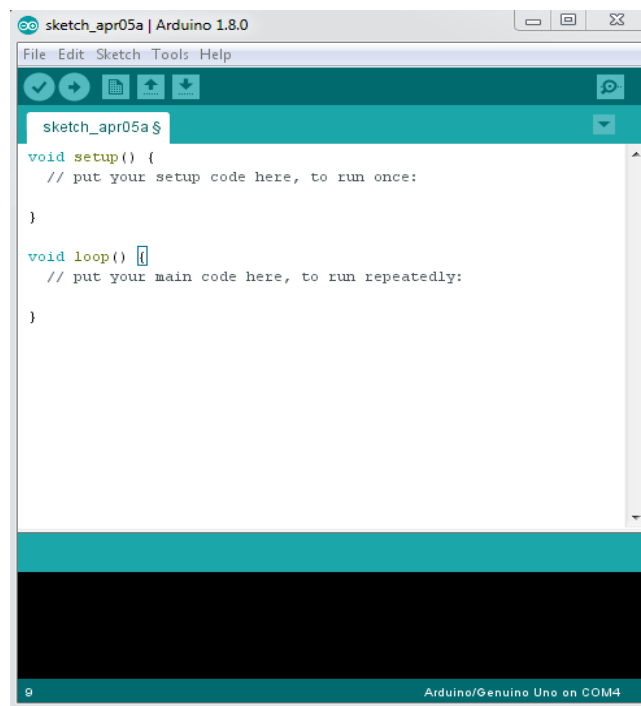 sketch_apr05a | Arduino 1.8.0
File Edit Sketch Tools Help
sketch_apr05a §
void setup() {
  // put your setup code here, to run once:
}
void loop() {
  // put your main code here, to run repeatedly:
}
9
Arduino/Genuino Uno on COM4